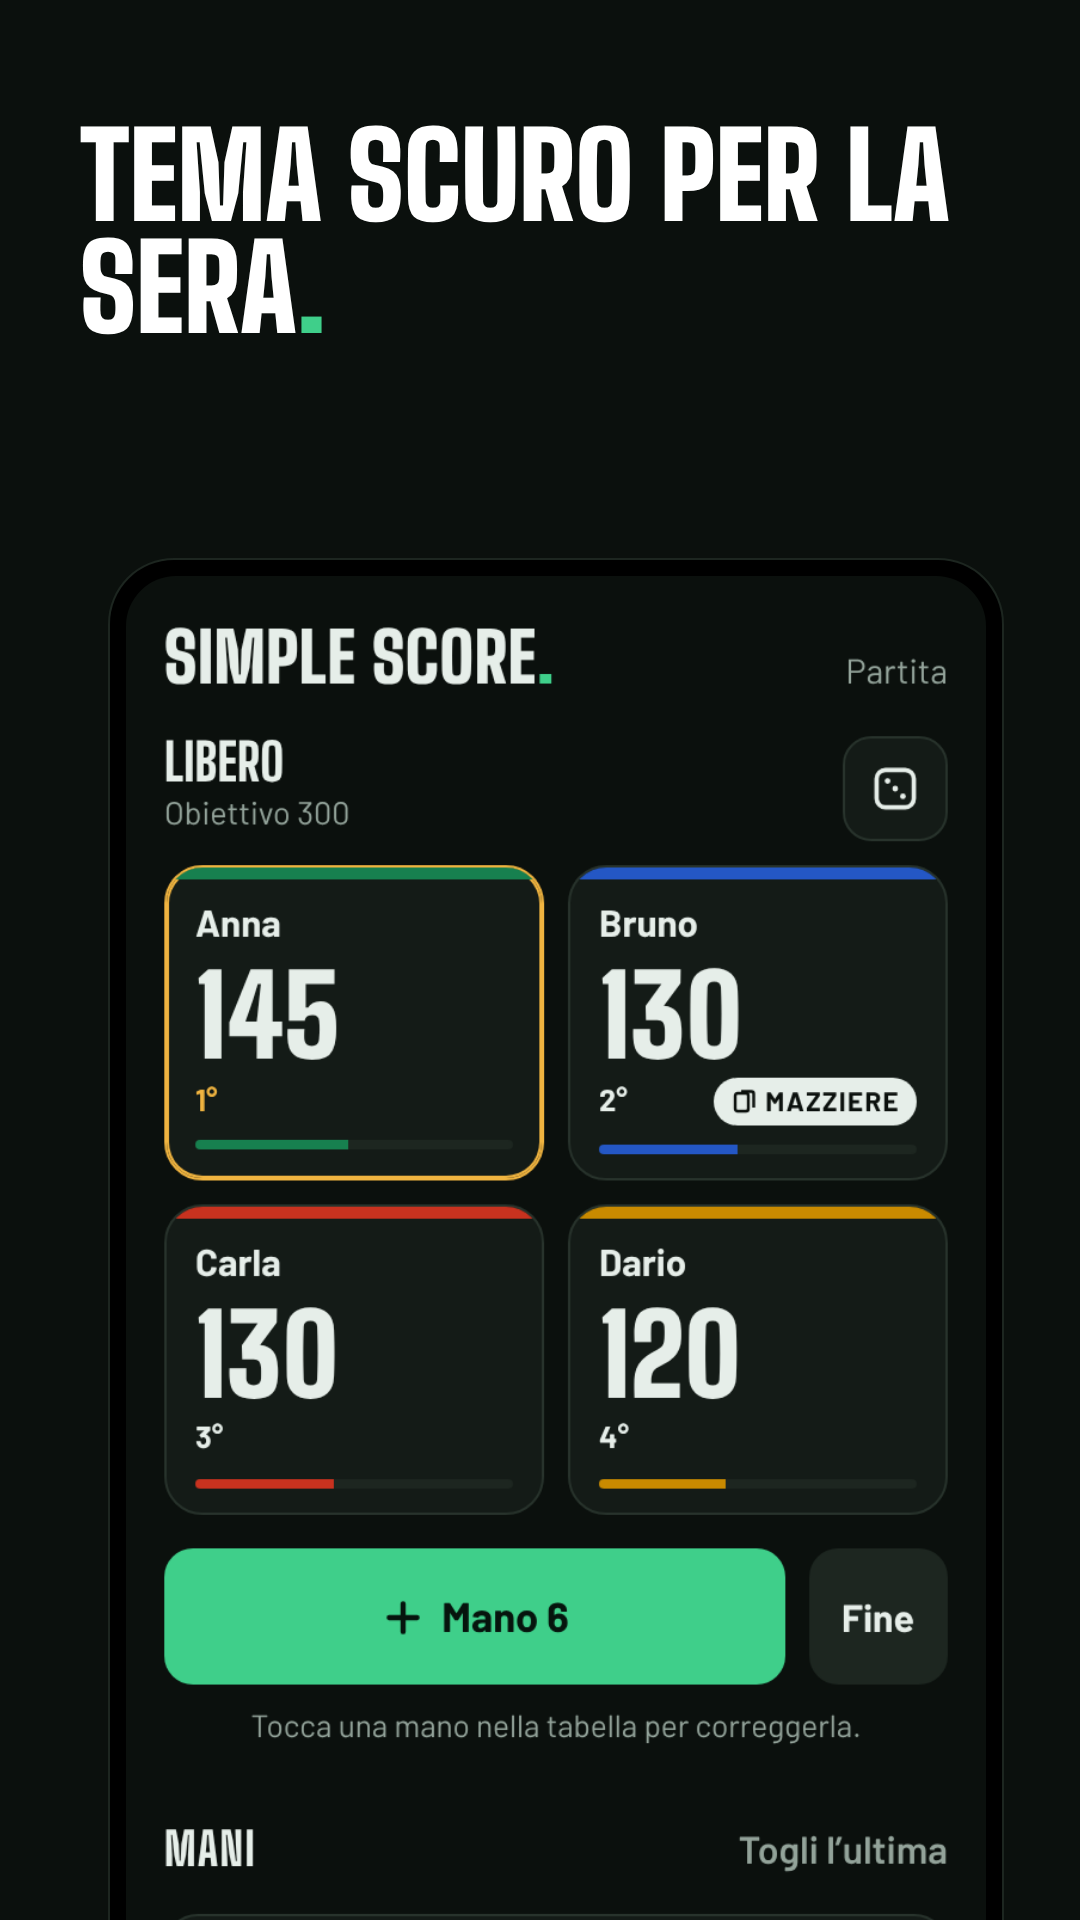 TEMA SCURO PER LA
SERA.
SIMPLE SCORE.
Partita
LIBERO
Obiettivo 300
Anna
145
1°
Bruno
130
2°
MAZZIERE
Carla
130
3°
Dario
120
4°
+ Mano 6
Fine
Tocca una mano nella tabella per correggerla.
MANI
Togli l’ultima